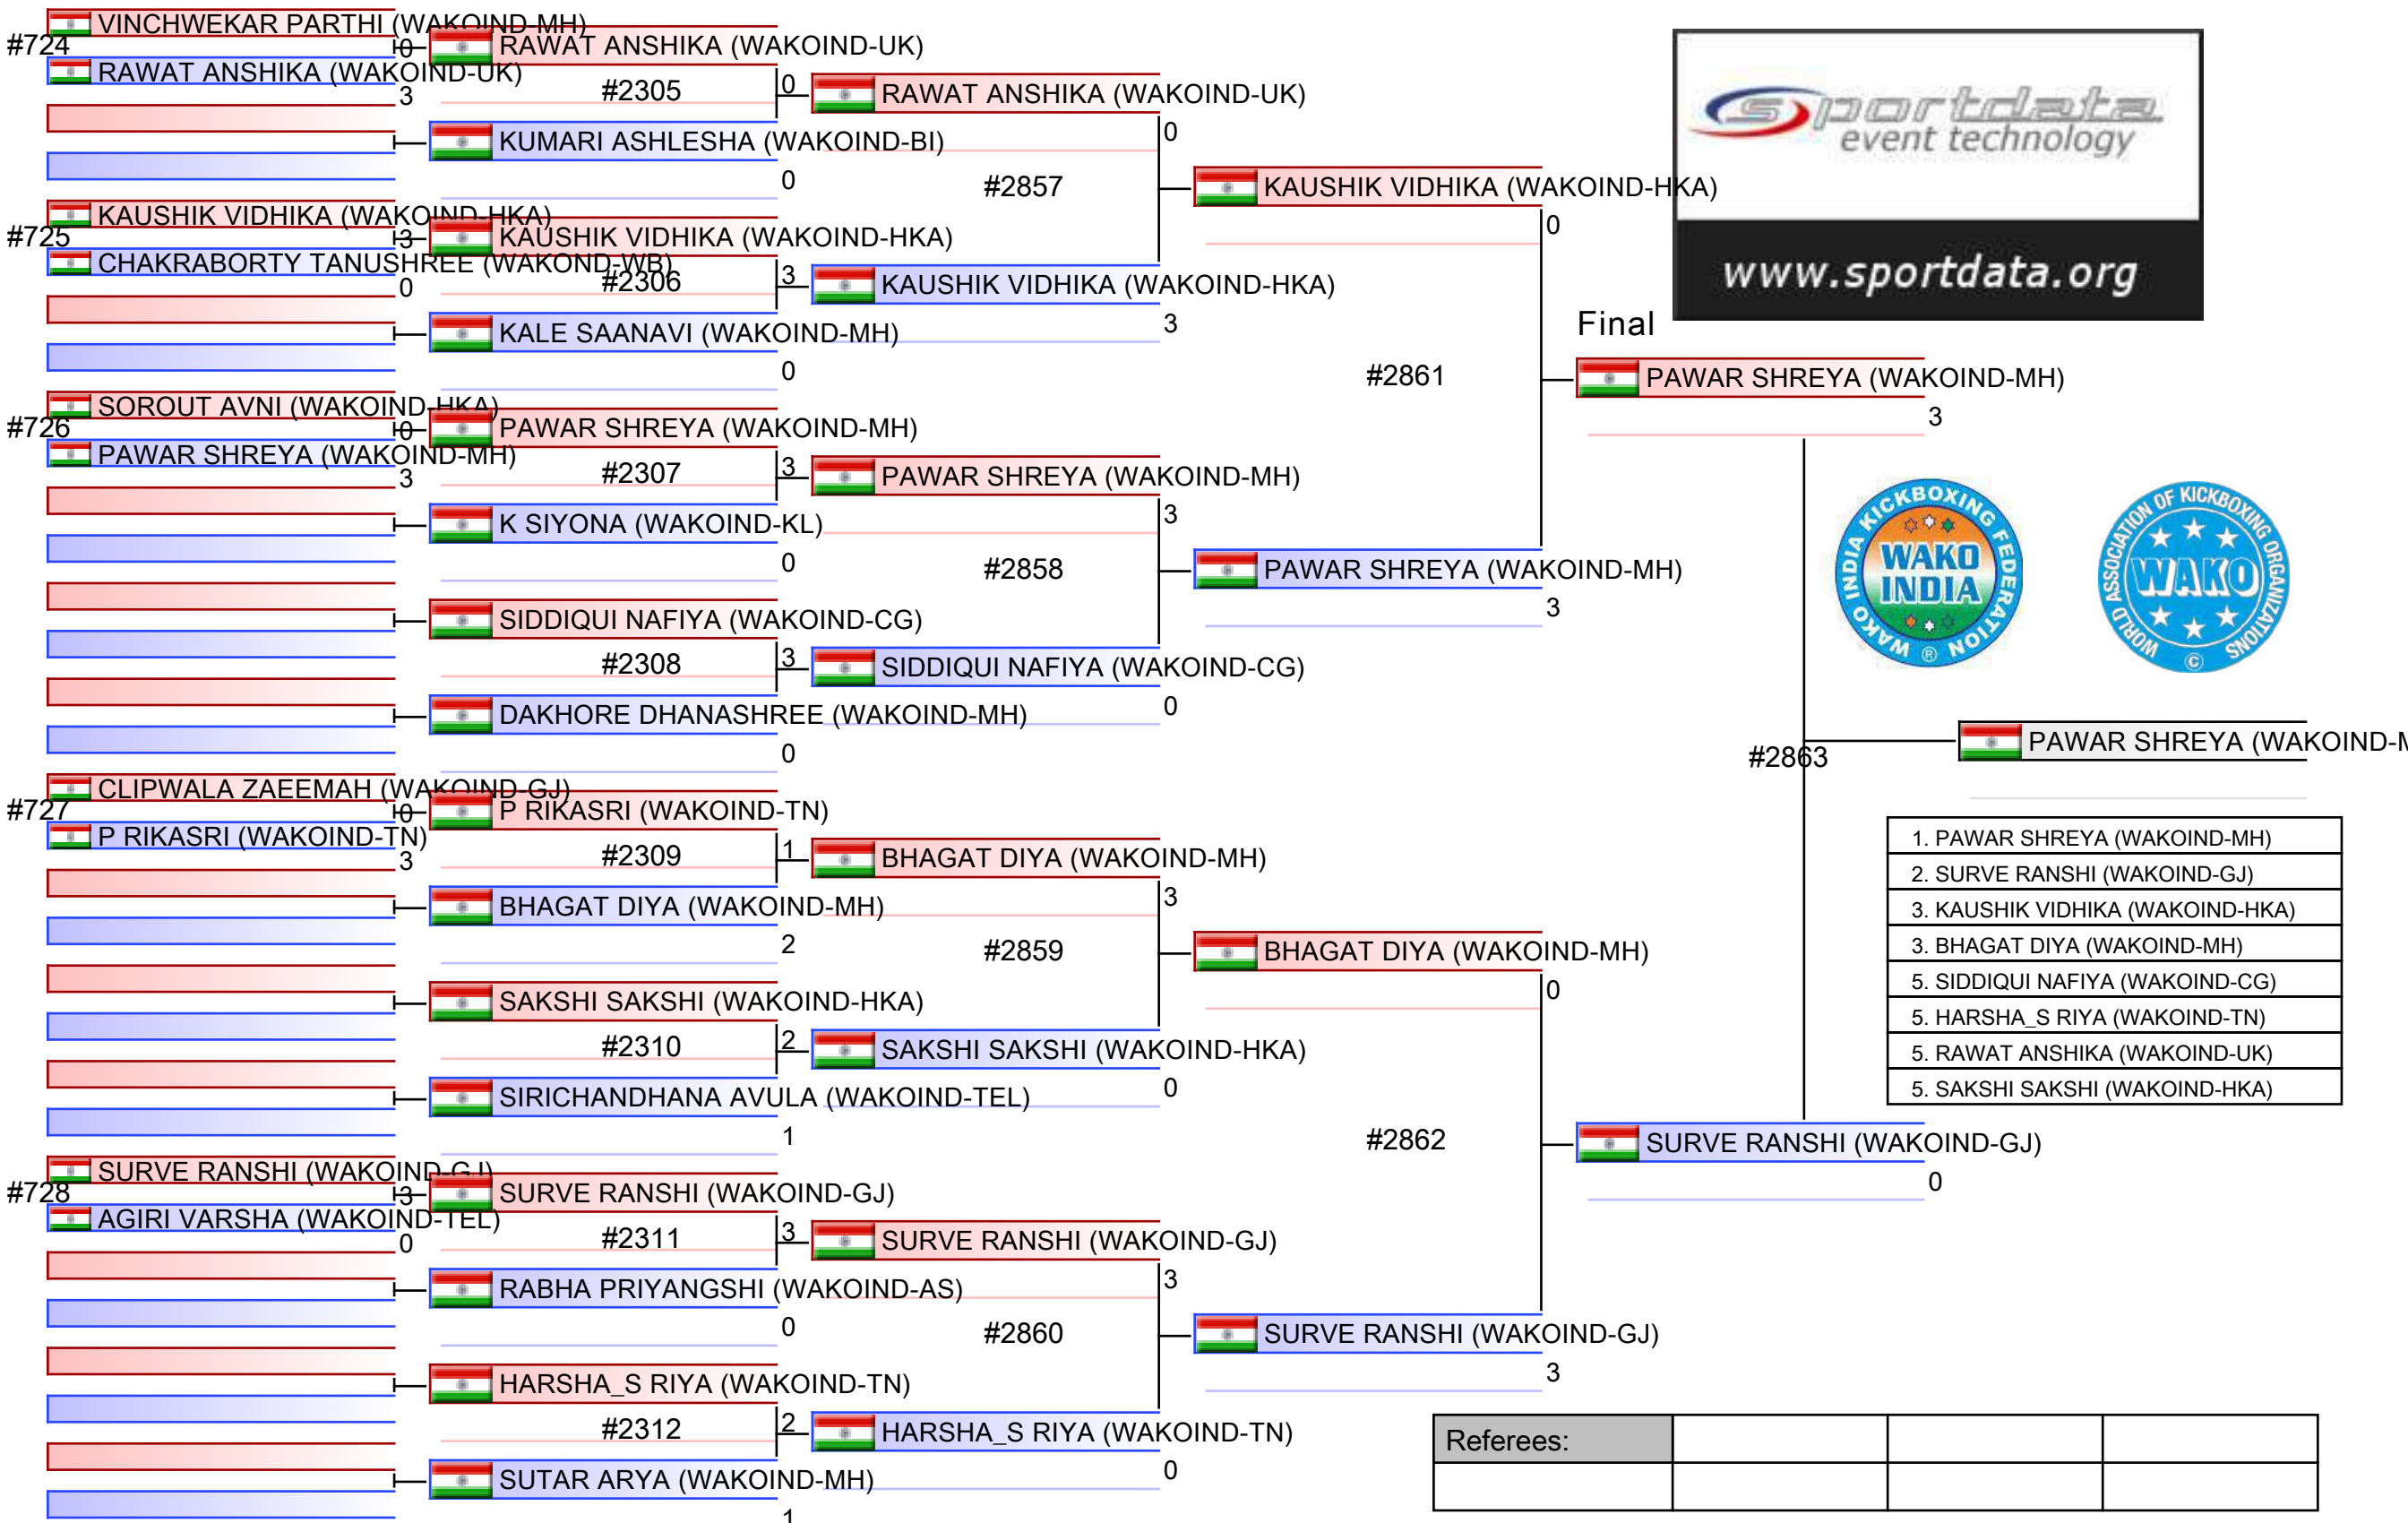 VINCHWEKAR PARTHI (WAKOIND-MH)
#724
0
RAWAT ANSHIKA (WAKOIND-UK)
3
RAWAT ANSHIKA (WAKOIND-UK)
#2305
0
KUMARI ASHLESHA (WAKOIND-BI)
0
KAUSHIK VIDHIKA (WAKOIND-HKA)
#725
3
CHAKRABORTY TANUSHREE (WAKOND-WB)
0
KAUSHIK VIDHIKA (WAKOIND-HKA)
#2306
3
KALE SAANAVI (WAKOIND-MH)
0
SOROUT AVNI (WAKOIND-HKA)
#726
0
PAWAR SHREYA (WAKOIND-MH)
3
PAWAR SHREYA (WAKOIND-MH)
#2307
3
K SIYONA (WAKOIND-KL)
0
SIDDIQUI NAFIYA (WAKOIND-CG)
#2308
3
DAKHORE DHANASHREE (WAKOIND-MH)
0
CLIPWALA ZAEEMAH (WAKOIND-GJ)
#727
0
P RIKASRI (WAKOIND-TN)
3
P RIKASRI (WAKOIND-TN)
#2309
1
BHAGAT DIYA (WAKOIND-MH)
2
SAKSHI SAKSHI (WAKOIND-HKA)
#2310
2
SIRICHANDHANA AVULA (WAKOIND-TEL)
1
SURVE RANSHI (WAKOIND-GJ)
#728
3
AGIRI VARSHA (WAKOIND-TEL)
0
SURVE RANSHI (WAKOIND-GJ)
#2311
3
RABHA PRIYANGSHI (WAKOIND-AS)
0
HARSHA_S RIYA (WAKOIND-TN)
#2312
2
SUTAR ARYA (WAKOIND-MH)
1
RAWAT ANSHIKA (WAKOIND-UK)
0
#2857
KAUSHIK VIDHIKA (WAKOIND-HKA)
3
PAWAR SHREYA (WAKOIND-MH)
3
#2858
SIDDIQUI NAFIYA (WAKOIND-CG)
0
BHAGAT DIYA (WAKOIND-MH)
3
#2859
SAKSHI SAKSHI (WAKOIND-HKA)
0
SURVE RANSHI (WAKOIND-GJ)
3
#2860
HARSHA_S RIYA (WAKOIND-TN)
0
KAUSHIK VIDHIKA (WAKOIND-HKA)
0
#2861
PAWAR SHREYA (WAKOIND-MH)
3
BHAGAT DIYA (WAKOIND-MH)
0
#2862
SURVE RANSHI (WAKOIND-GJ)
3
sportdata
event technology
www.sportdata.org
Final
PAWAR SHREYA (WAKOIND-MH)
3
#2863
SURVE RANSHI (WAKOIND-GJ)
0
WAKO INDIA KICKBOXING FEDERATION
WAKO
INDIA
®
WORLD ASSOCIATION OF KICKBOXING ORGANIZATIONS
WAKO
©
PAWAR SHREYA (WAKOIND-M
1. PAWAR SHREYA (WAKOIND-MH)
2. SURVE RANSHI (WAKOIND-GJ)
3. KAUSHIK VIDHIKA (WAKOIND-HKA)
3. BHAGAT DIYA (WAKOIND-MH)
5. SIDDIQUI NAFIYA (WAKOIND-CG)
5. HARSHA_S RIYA (WAKOIND-TN)
5. RAWAT ANSHIKA (WAKOIND-UK)
5. SAKSHI SAKSHI (WAKOIND-HKA)
Referees: